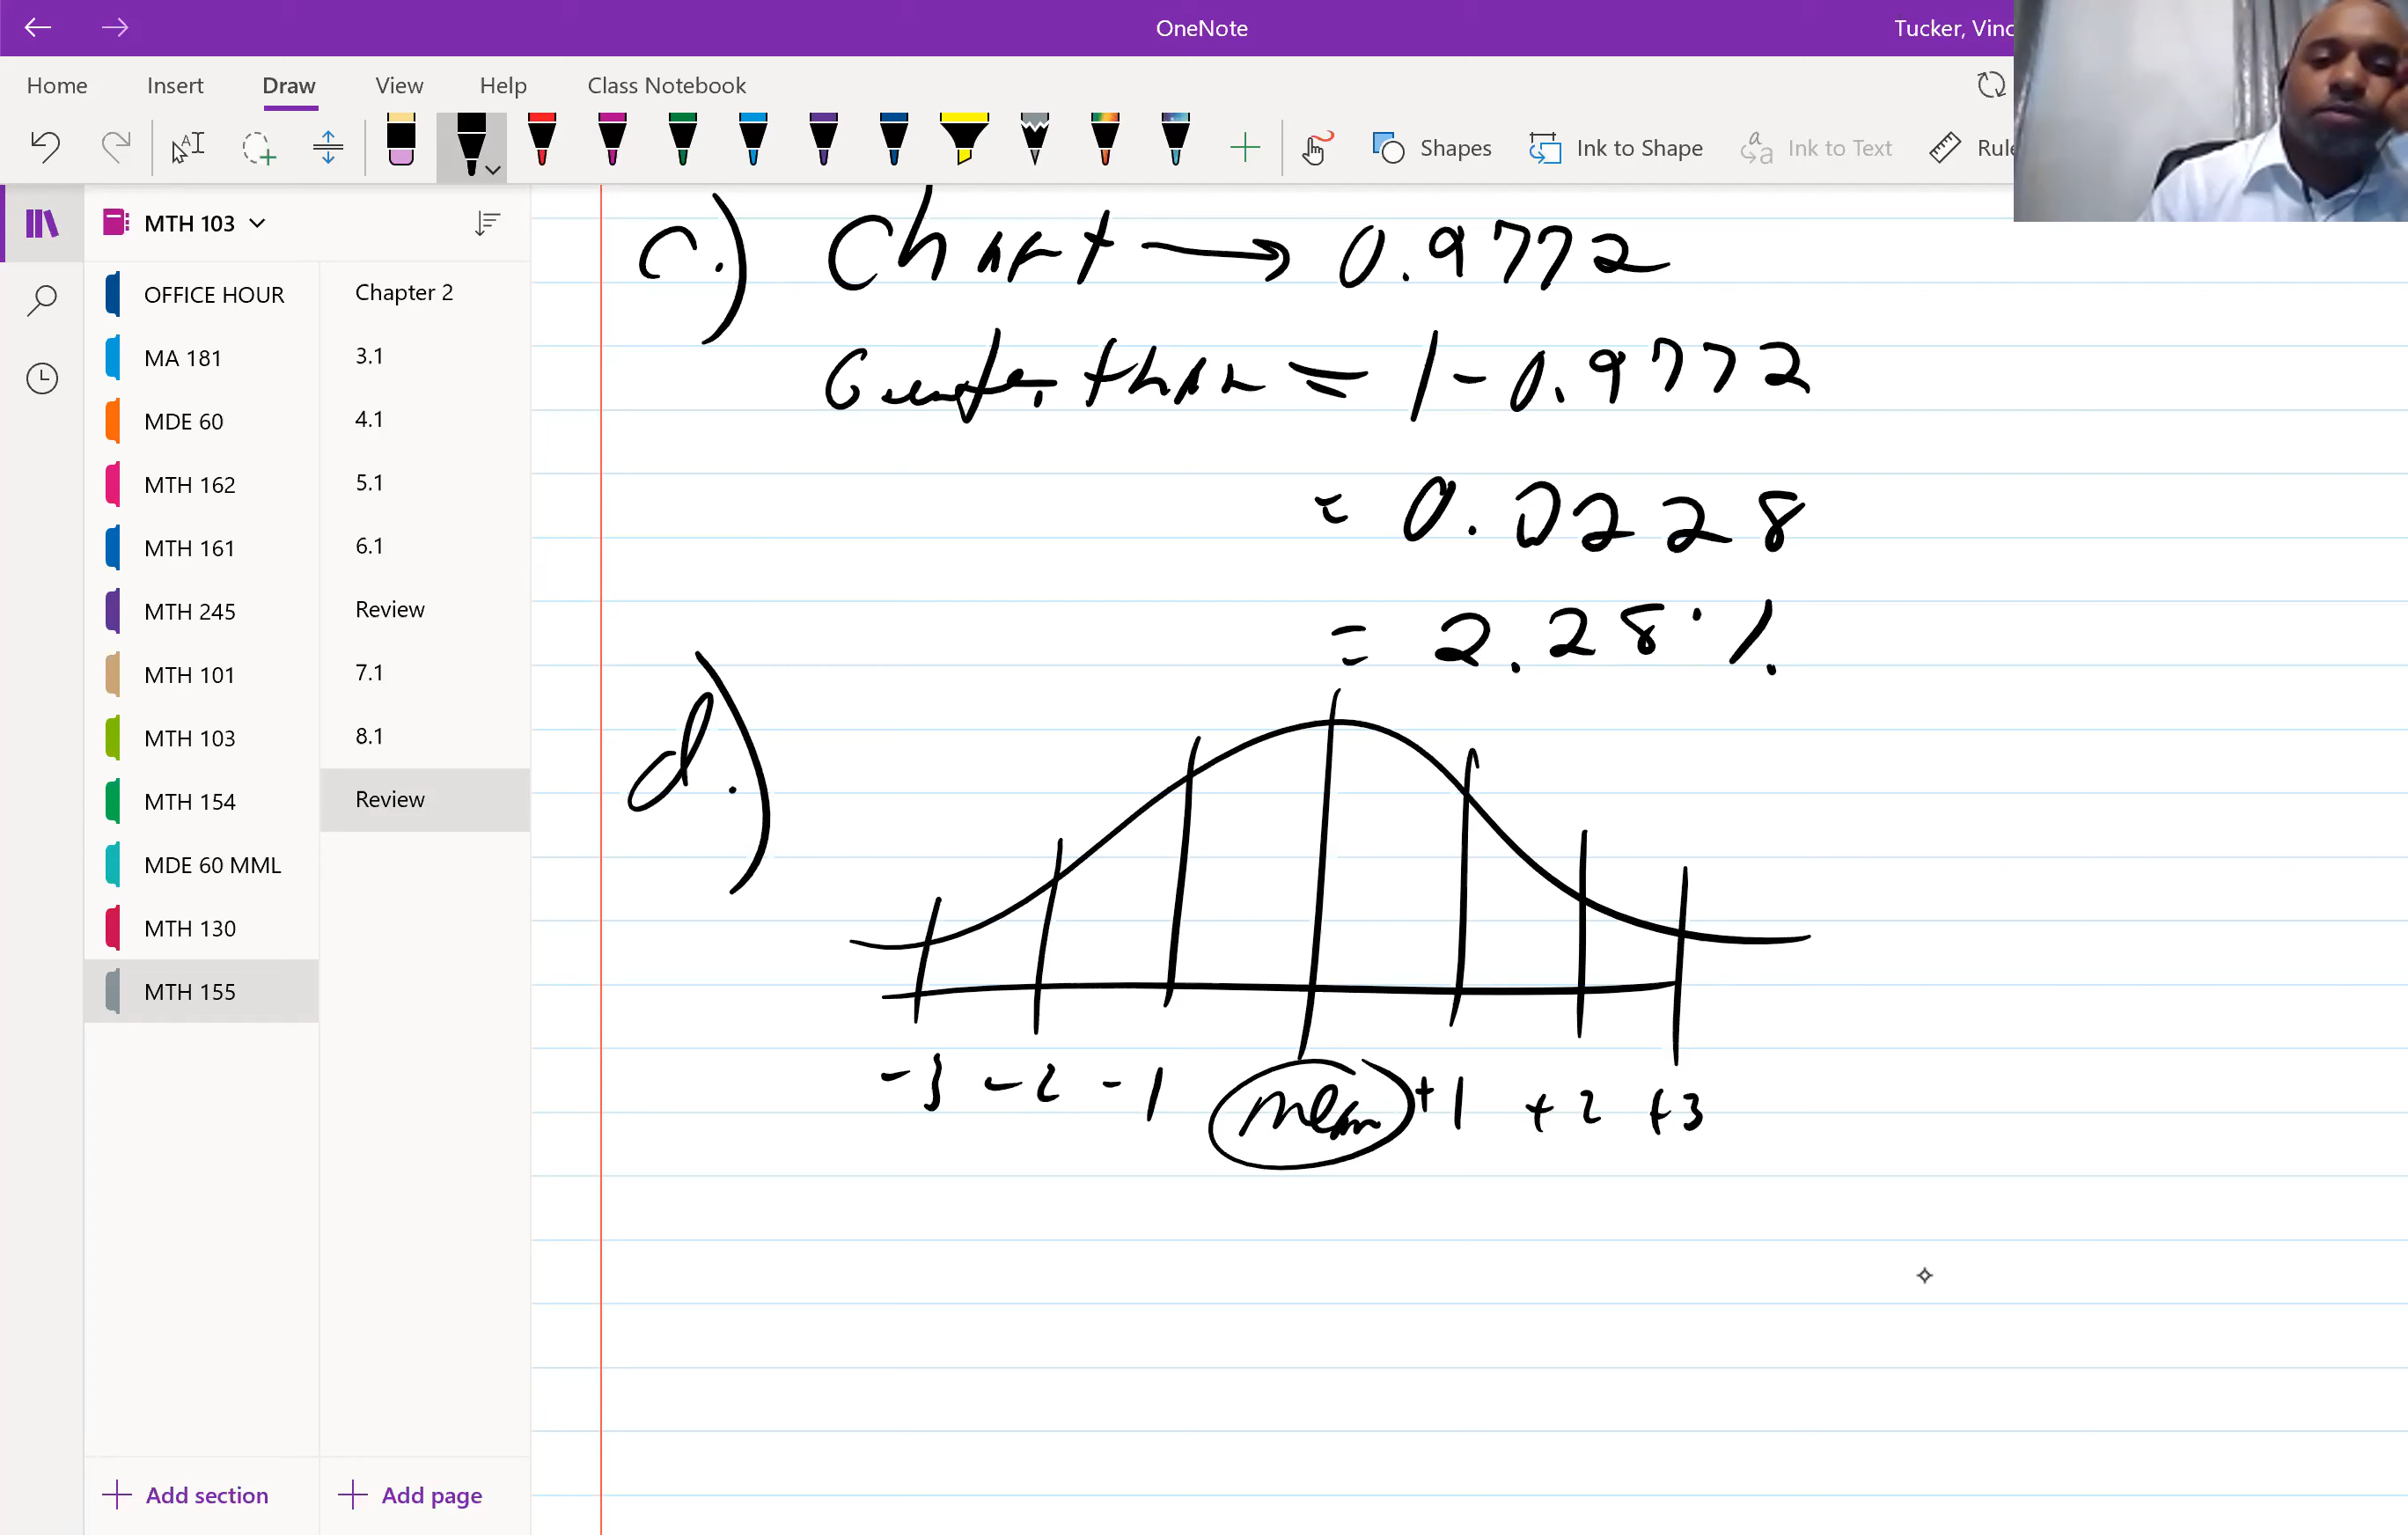 OneNote
Tucker, Vinc
Home Insert Draw View Help Class Notebook
Shapes Ink to Shape Ink to Text Rule
MTH 103
OFFICE HOUR
MA 181
MDE 60
MTH 162
MTH 161
MTH 245
MTH 101
MTH 103
MTH 154
MDE 60 MML
MTH 130
MTH 155
Add section
Chapter 2
3.1
4.1
5.1
6.1
Review
7.1
8.1
Review
Add page
c.) Chart → 0.9772
Greater than = 1 - 0.9772
= 0.0228
= 2.28%
d.)
-3 -2 -1 mean +1 +2 +3